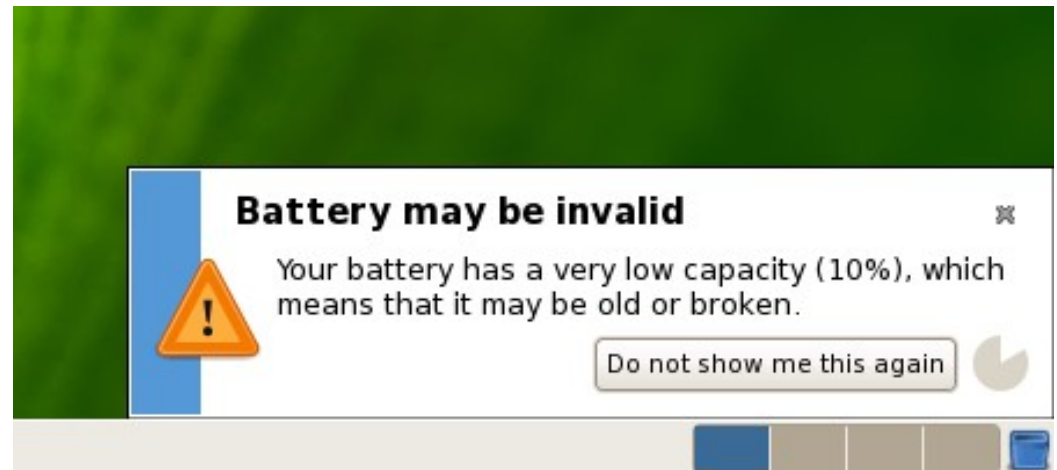 Battery may be invalid
Your battery has a very low capacity (10%), which
means that it may be old or broken.
Do not show me this again